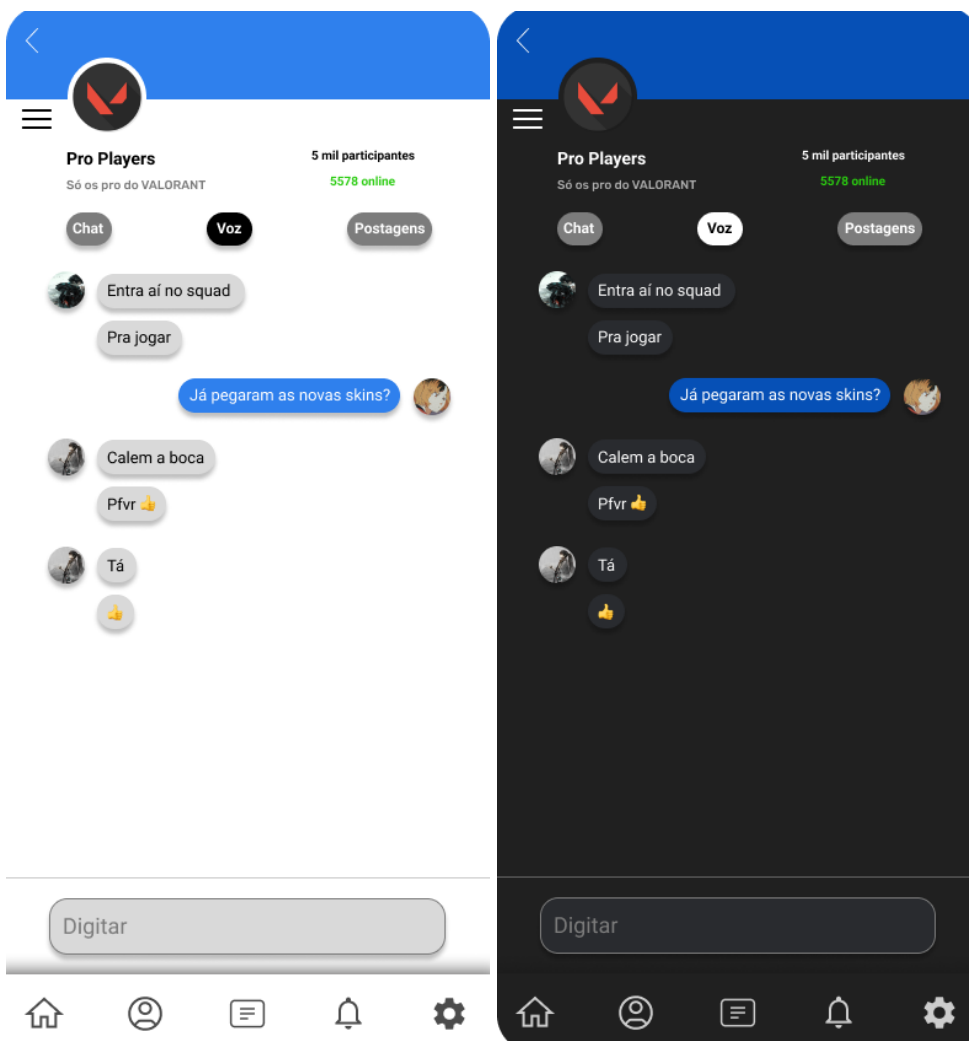 Pro Players
5 mil participantes
Só os pro do VALORANT
5578 online
Chat
Voz
Postagens
Entra aí no squad
Pra jogar
Já pegaram as novas skins?
Calem a boca
Pfvr 👍
Tá
👍
Digitar
Pro Players
5 mil participantes
Só os pro do VALORANT
5578 online
Chat
Voz
Postagens
Entra aí no squad
Pra jogar
Já pegaram as novas skins?
Calem a boca
Pfvr 👍
Tá
👍
Digitar